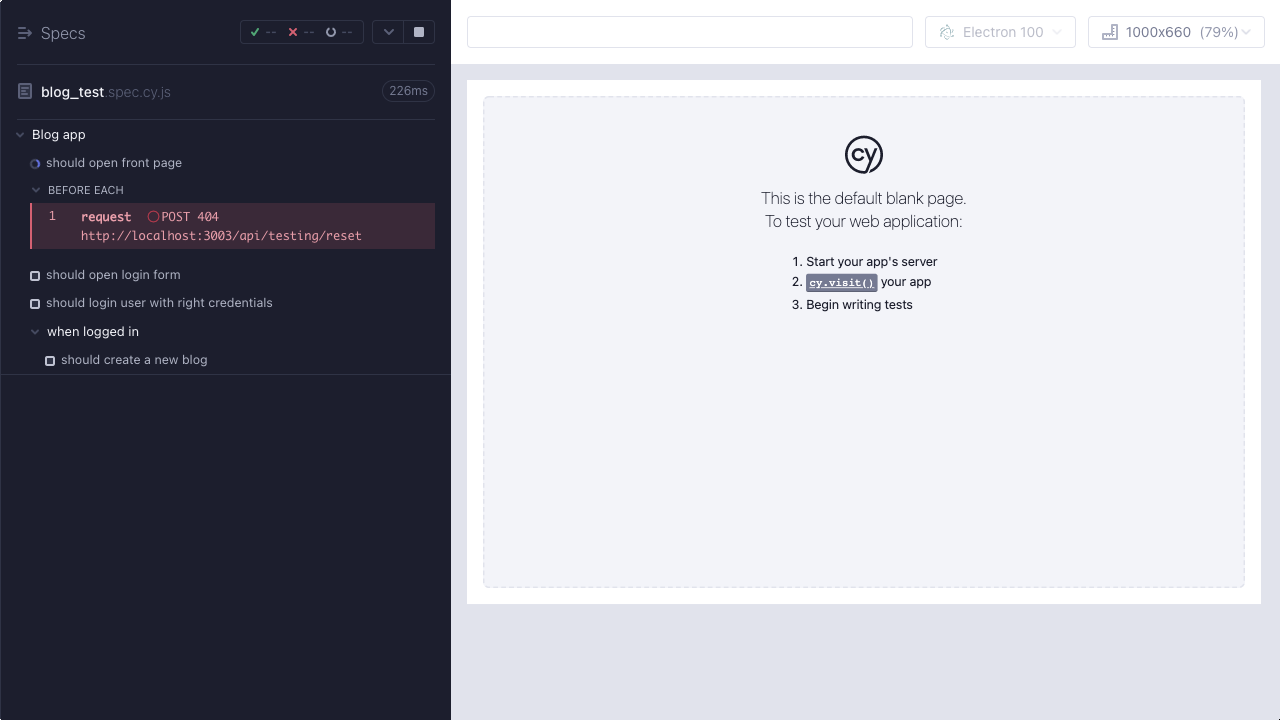 Specs
-- -- --
blog_test.spec.cy.js 226ms
Blog app
should open front page
BEFORE EACH
1 request POST 404
http://localhost:3003/api/testing/reset
should open login form
should login user with right credentials
when logged in
should create a new blog
Electron 100
1000x660 (79%)
cy
This is the default blank page.
To test your web application:
1. Start your app's server
2. cy.visit() your app
3. Begin writing tests